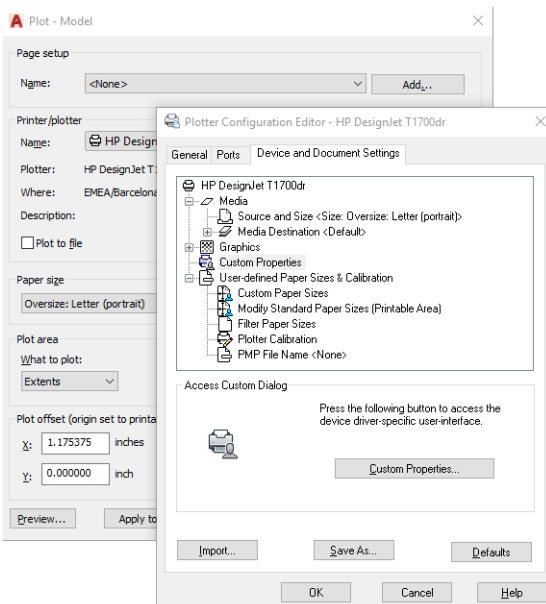 Plot - Model
Page setup
Name: <None> Add...
Printer/plotter
Name: HP Design
Plotter: HP DesignJet T1
Where: EMEA/Barcelona
Description:
Plot to file
Paper size
Oversize: Letter (portrait)
Plot area
What to plot:
Extents
Plot offset (origin set to printa
X: 1.175375 inches
Y: 0.000000 inch
Preview... Apply to
Plotter Configuration Editor - HP DesignJet T1700dr
General Ports Device and Document Settings
HP DesignJet T1700dr
Media
Source and Size <Size: Oversize: Letter (portrait)>
Media Destination <Default>
Graphics
Custom Properties
User-defined Paper Sizes & Calibration
Custom Paper Sizes
Modify Standard Paper Sizes (Printable Area)
Filter Paper Sizes
Plotter Calibration
PMP File Name <None>
Access Custom Dialog
Press the following button to access the
device driver-specific user-interface.
Custom Properties...
Import... Save As... Defaults
OK Cancel Help